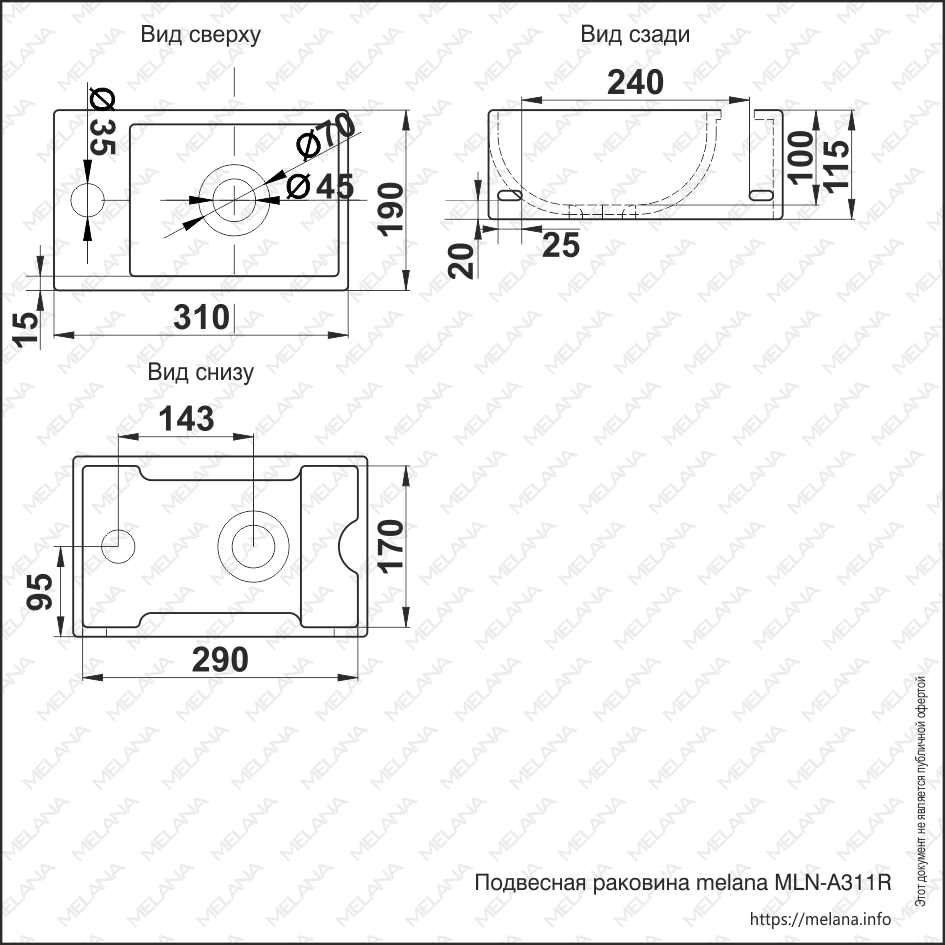 Вид сверху
Ø 35
Ø70
Ø 45
190
15
310
Вид сзади
240
100
115
20
25
Вид снизу
143
95
170
290
Этот документ не является публичной офертой
Подвесная раковина melana MLN-A311R
https://melana.info
MELANA